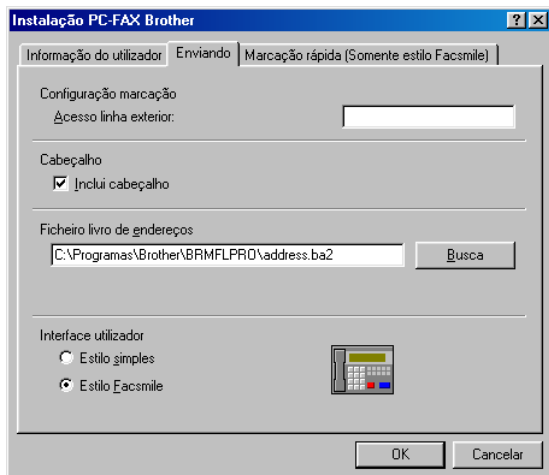 Instalação PC-FAX Brother
Informação do utilizador Enviando Marcação rápida (Somente estilo Facsmile)
Configuração marcação
Acesso linha exterior:
Cabeçalho
Inclui cabeçalho
Ficheiro livro de endereços
C:\Programas\Brother\BRMFLPRO\address.ba2 Busca
Interface utilizador
Estilo simples
Estilo Facsmile
OK Cancelar